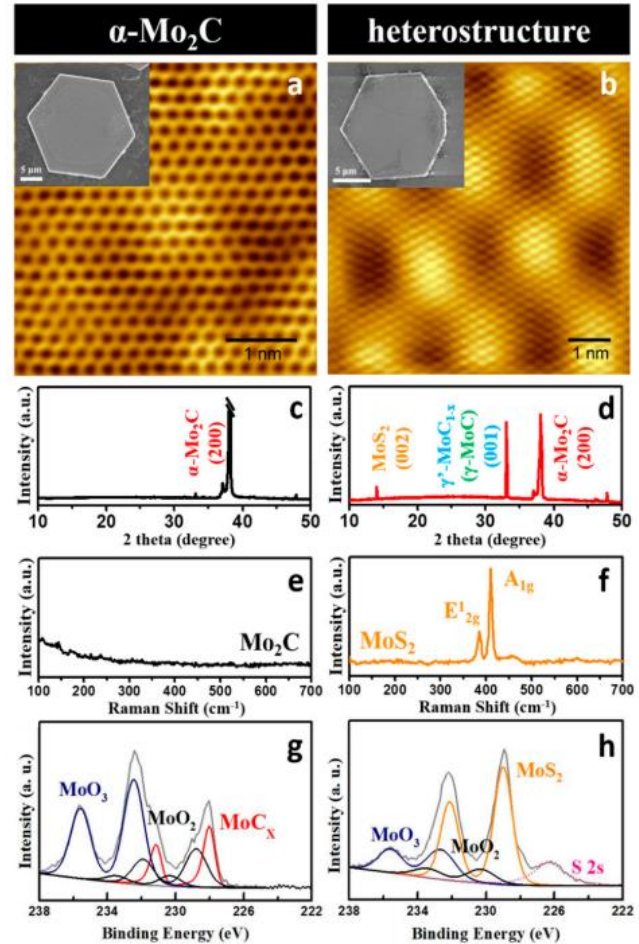 α-Mo₂C
heterostructure
a
5 μm
1 nm
b
5 μm
1 nm
c
α-Mo₂C
(200)
Intensity (a.u.)
10 20 30 40 50
2 theta (degree)
d
MoS₂
(002)
γ'-MoC₁₋ₓ
(γ-MoC)
(001)
α-Mo₂C
(200)
Intensity (a.u.)
10 20 30 40 50
2 theta (degree)
e
Mo₂C
Intensity (a.u.)
100 200 300 400 500 600 700
Raman Shift (cm⁻¹)
f
A₁g
E¹₂g
MoS₂
Intensity (a.u.)
100 200 300 400 500 600 700
Raman Shift (cm⁻¹)
g
MoO₃
MoO₂
MoCₓ
Intensity (a. u.)
238 234 230 226 222
Binding Energy (eV)
h
MoS₂
MoO₃
MoO₂
S 2s
Intensity (a. u.)
238 234 230 226 222
Binding Energy (eV)